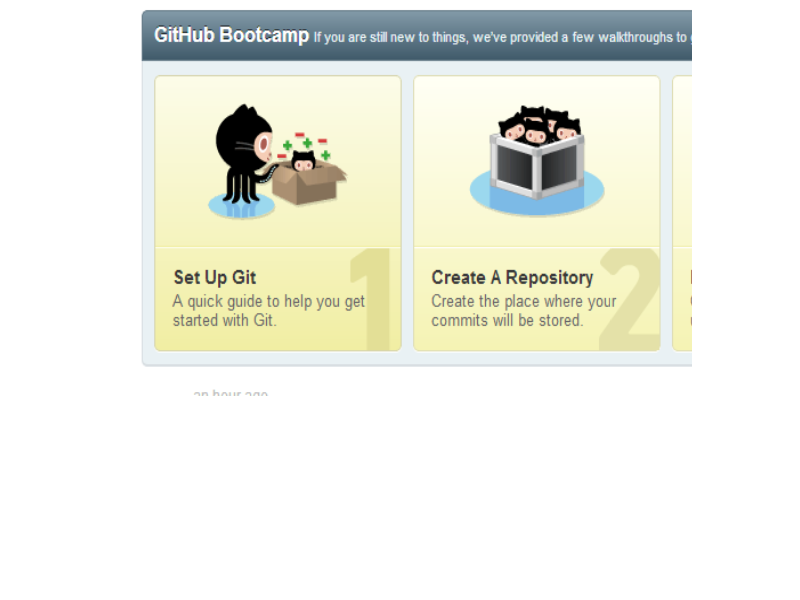 GitHub Bootcamp If you are still new to things, we've provided a few walkthroughs to
1
Set Up Git
A quick guide to help you get
started with Git.
2
Create A Repository
Create the place where your
commits will be stored.
an hour ago